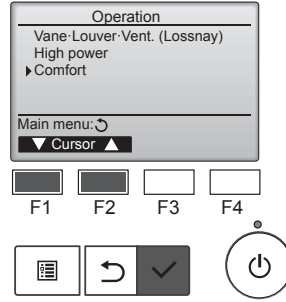 Operation
Vane·Louver·Vent. (Lossnay)
High power
Comfort
Main menu:
Cursor
F1 F2 F3 F4